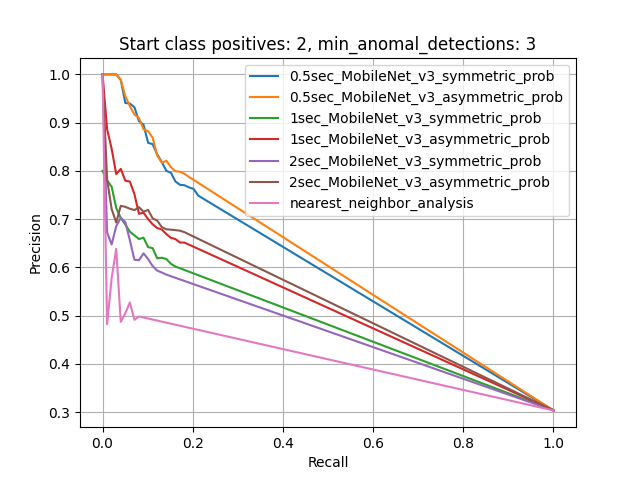 Start class positives: 2, min_anomal_detections: 3
1.0
0.9
0.8
0.7
0.6
0.5
0.4
0.3
Precision
0.5sec_MobileNet_v3_symmetric_prob
0.5sec_MobileNet_v3_asymmetric_prob
1sec_MobileNet_v3_symmetric_prob
1sec_MobileNet_v3_asymmetric_prob
2sec_MobileNet_v3_symmetric_prob
2sec_MobileNet_v3_asymmetric_prob
nearest_neighbor_analysis
0.0 0.2 0.4 0.6 0.8 1.0
Recall